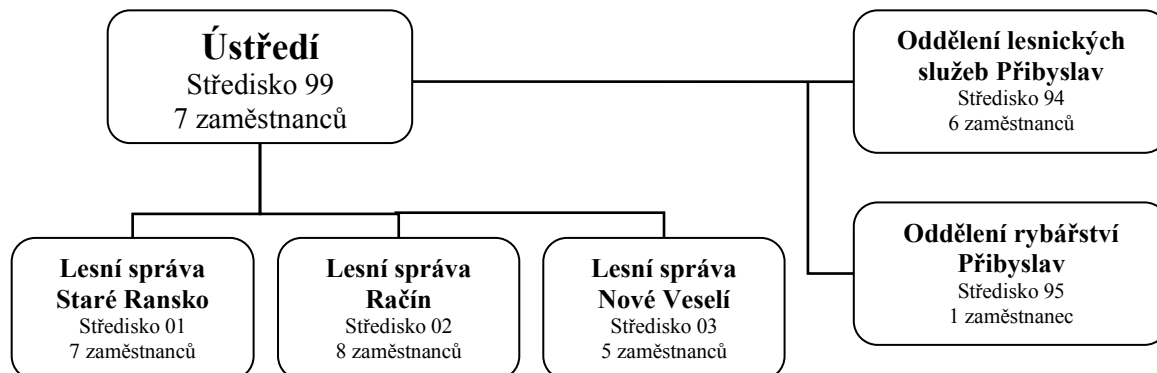 Ústředí
Středisko 99
7 zaměstnanců
Oddělení lesnických
služeb Přibyslav
Středisko 94
6 zaměstnanců
Oddělení rybářství
Přibyslav
Středisko 95
1 zaměstnanec
Lesní správa
Staré Ransko
Středisko 01
7 zaměstnanců
Lesní správa
Račín
Středisko 02
8 zaměstnanců
Lesní správa
Nové Veselí
Středisko 03
5 zaměstnanců